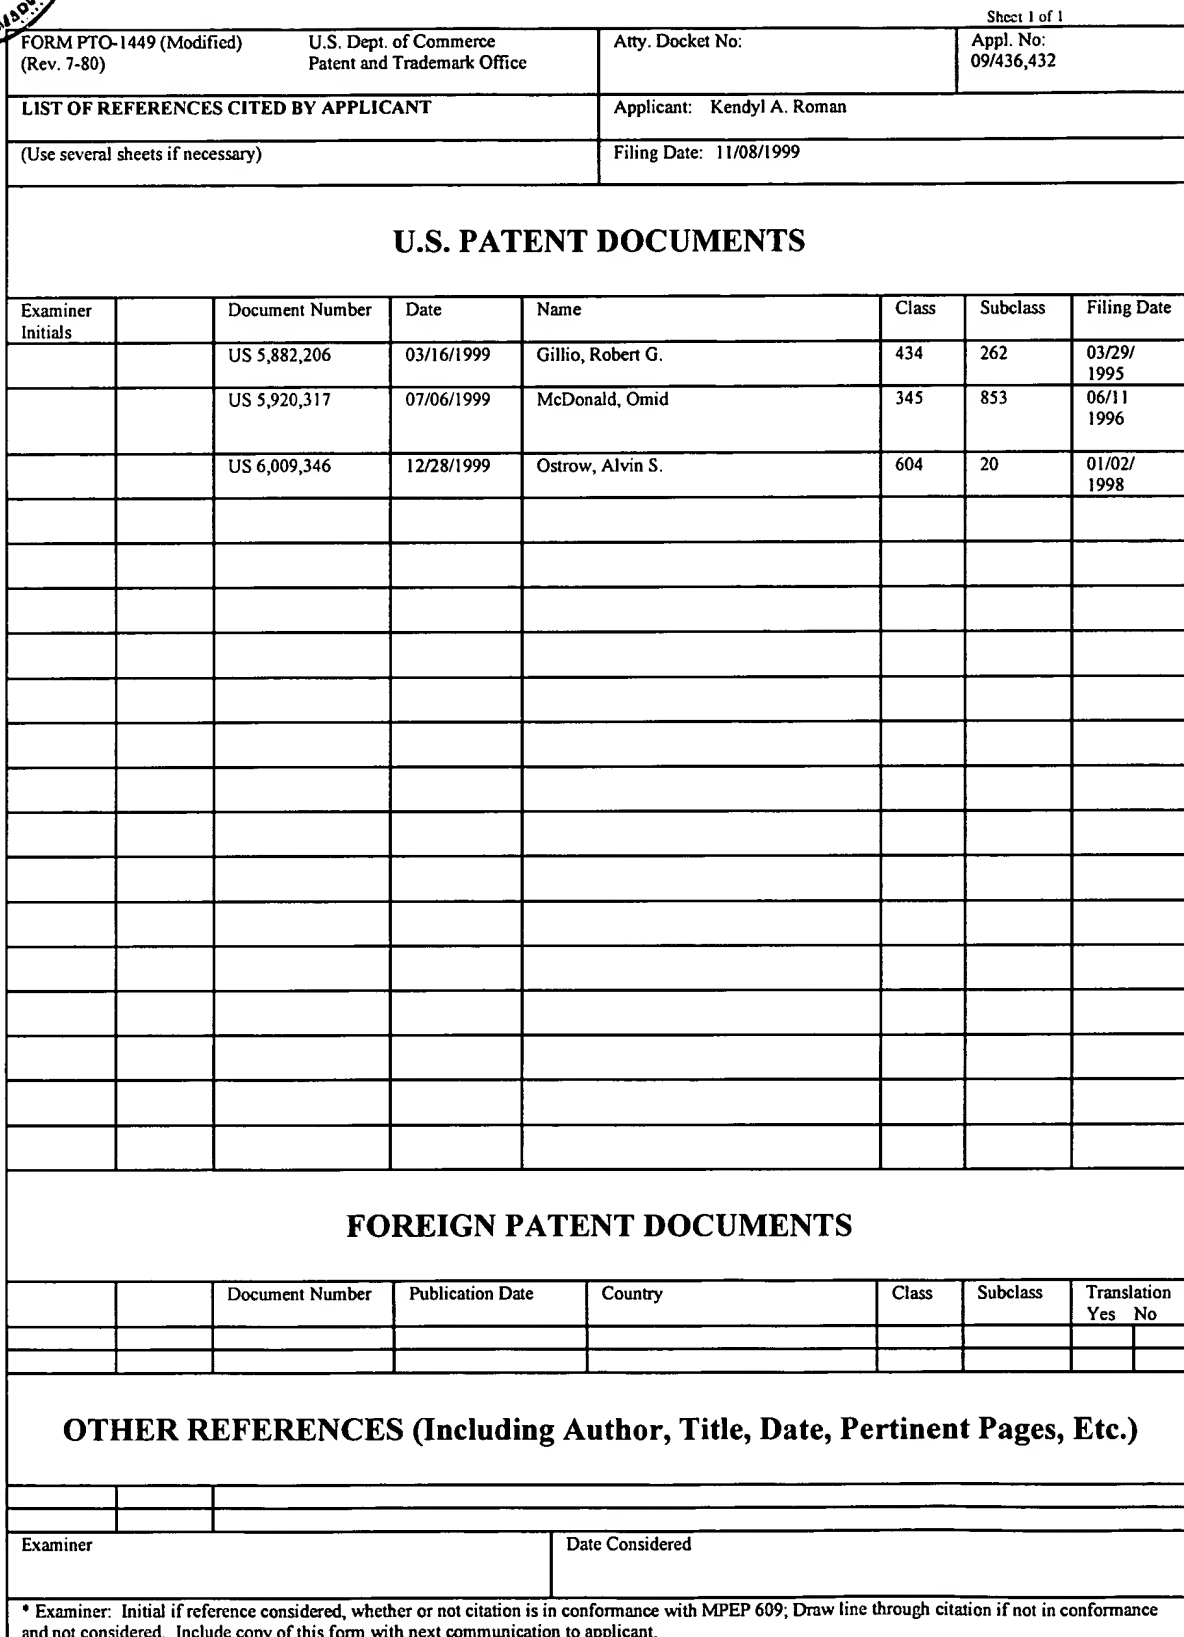 Sheet 1 of 1
FORM PTO-1449 (Modified) U.S. Dept. of Commerce Atty. Docket No: Appl. No:
(Rev. 7-80) Patent and Trademark Office 09/436,432
LIST OF REFERENCES CITED BY APPLICANT Applicant: Kendyl A. Roman
(Use several sheets if necessary) Filing Date: 11/08/1999
U.S. PATENT DOCUMENTS
Examiner Document Number Date Name Class Subclass Filing Date
Initials
US 5,882,206 03/16/1999 Gillio, Robert G. 434 262 03/29/
1995
US 5,920,317 07/06/1999 McDonald, Omid 345 853 06/11
1996
US 6,009,346 12/28/1999 Ostrow, Alvin S. 604 20 01/02/
1998
FOREIGN PATENT DOCUMENTS
Document Number Publication Date Country Class Subclass Translation
Yes No
OTHER REFERENCES (Including Author, Title, Date, Pertinent Pages, Etc.)
Examiner Date Considered
* Examiner: Initial if reference considered, whether or not citation is in conformance with MPEP 609; Draw line through citation if not in conformance
and not considered. Include copy of this form with next communication to applicant.